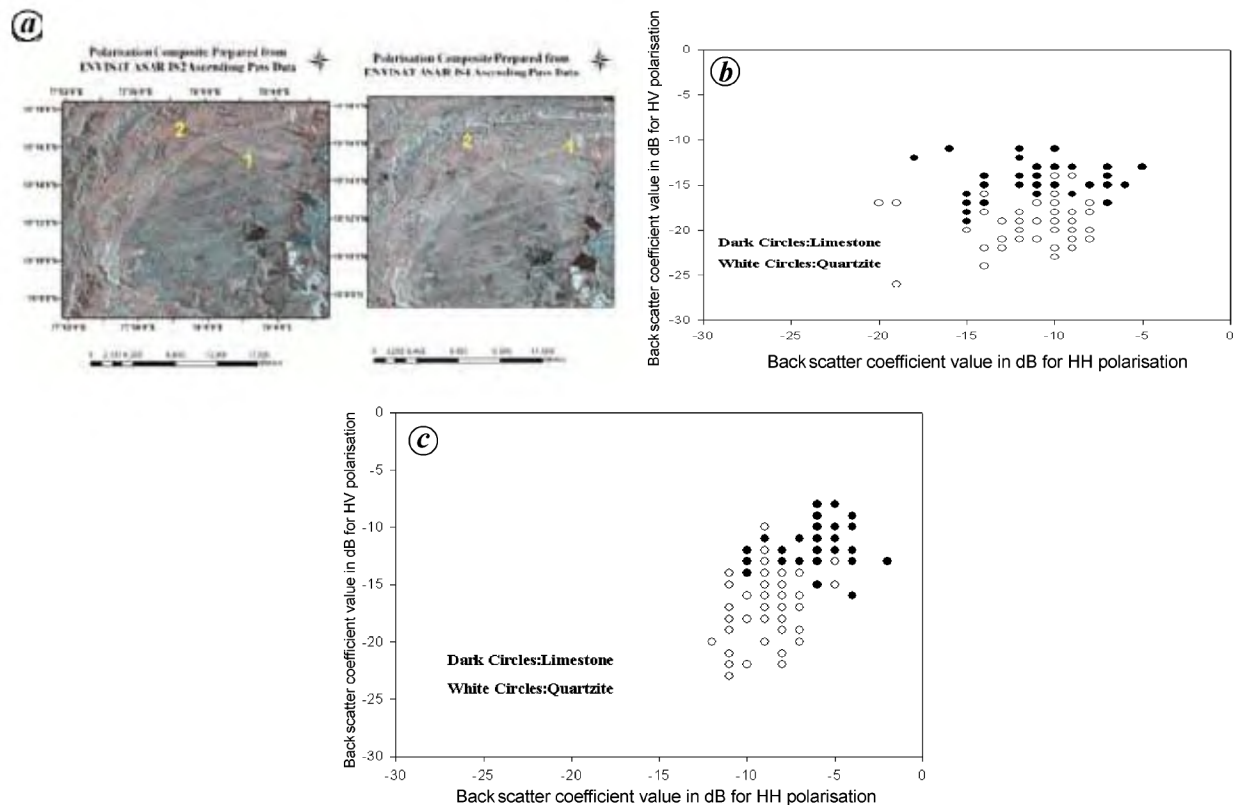 a
Polarisation Composite Prepared from
ENVISAT ASAR IS2 Ascending Pass Data
Polarisation Composite Prepared from
ENVISAT ASAR IS4 Ascending Pass Data
2
1
2
1
b
Back scatter coefficient value in dB for HV polarisation
0
-5
-10
-15
-20
-25
-30
Dark Circles:Limestone
White Circles:Quartzite
-30
-25
-20
-15
-10
-5
0
Back scatter coefficient value in dB for HH polarisation
c
Back scatter coefficient value in dB for HV polarisation
0
-5
-10
-15
-20
-25
-30
Dark Circles:Limestone
White Circles:Quartzite
-30
-25
-20
-15
-10
-5
0
Back scatter coefficient value in dB for HH polarisation